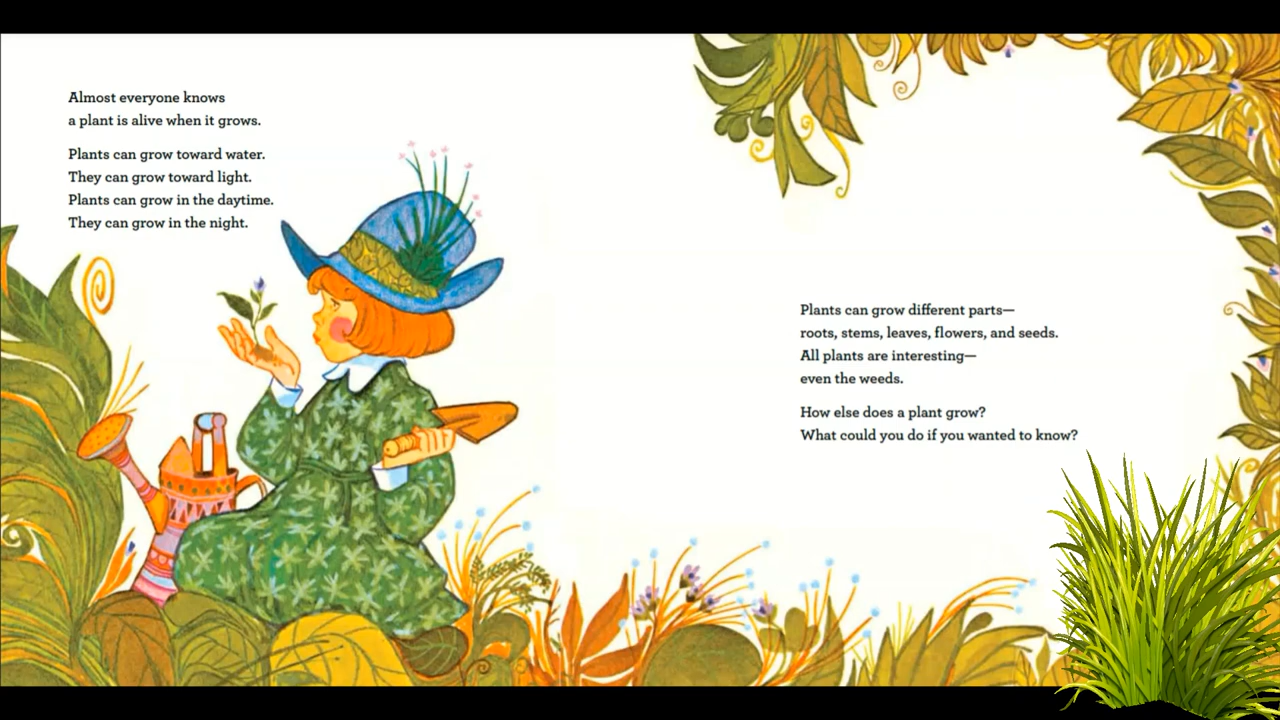 Almost everyone knows
a plant is alive when it grows.
Plants can grow toward water.
They can grow toward light.
Plants can grow in the daytime.
They can grow in the night.
Plants can grow different parts—
roots, stems, leaves, flowers, and seeds.
All plants are interesting—
even the weeds.
How else does a plant grow?
What could you do if you wanted to know?